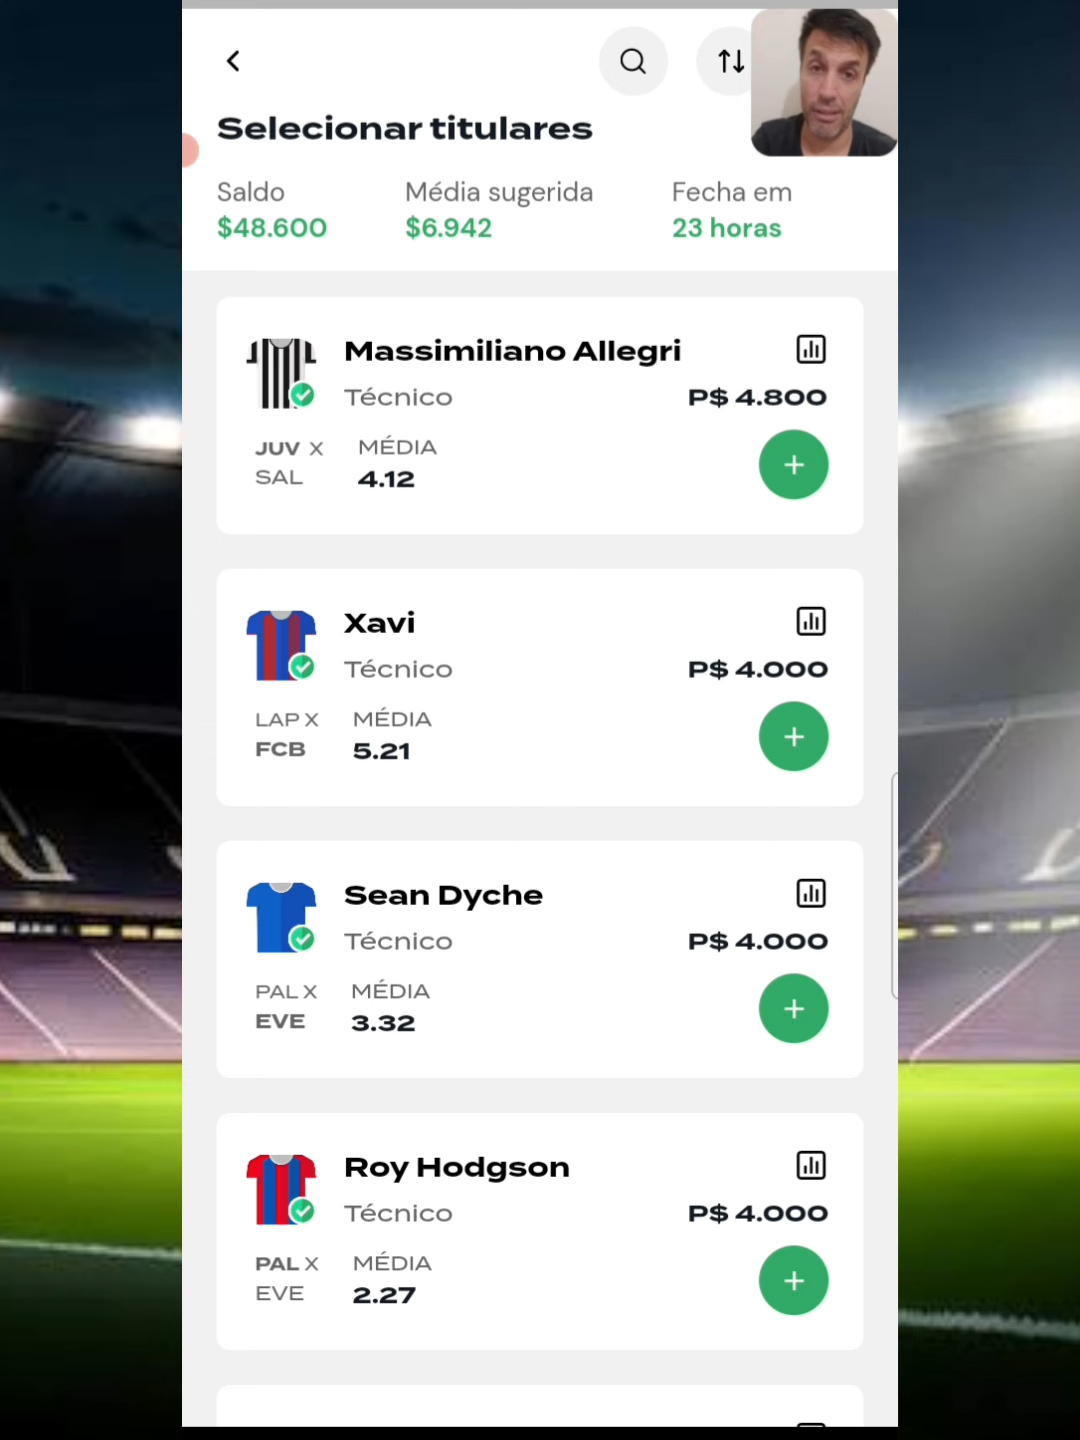 Selecionar titulares
Saldo
Média sugerida
Fecha em
$48.600
$6.942
23 horas
Massimiliano Allegri
Técnico
P$ 4.800
JUV X
SAL
MÉDIA
4.12
Xavi
Técnico
P$ 4.000
LAP X
FCB
MÉDIA
5.21
Sean Dyche
Técnico
P$ 4.000
PAL X
EVE
MÉDIA
3.32
Roy Hodgson
Técnico
P$ 4.000
PAL X
EVE
MÉDIA
2.27